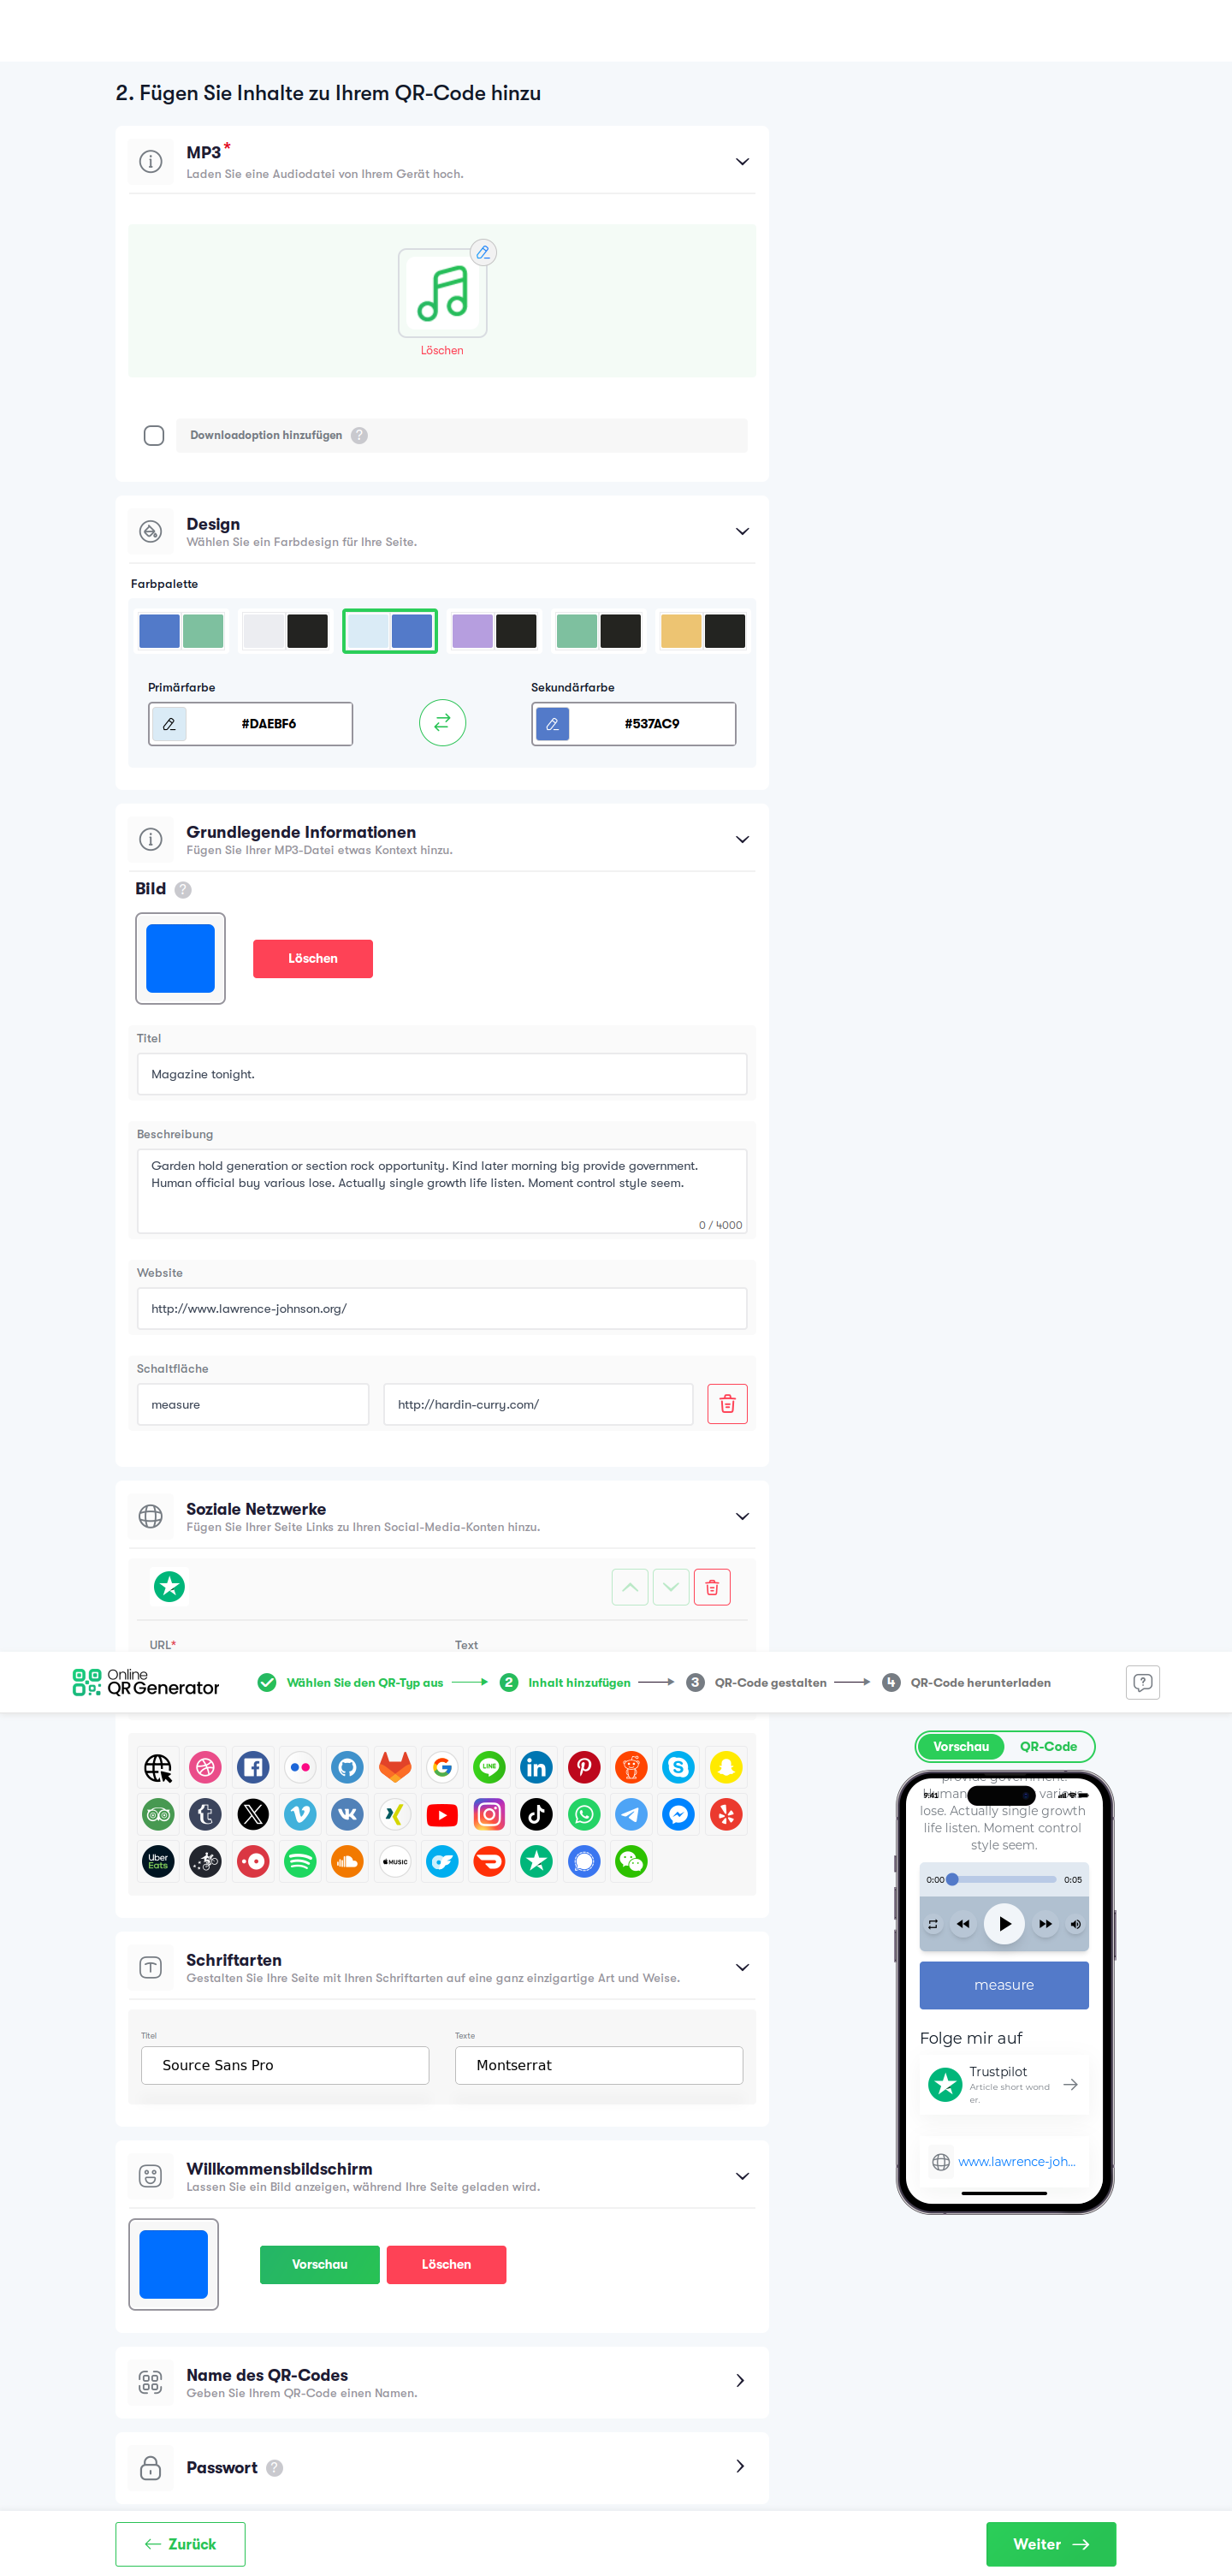 2. Fügen Sie Inhalte zu Ihrem QR-Code hinzu
MP3*
Laden Sie eine Audiodatei von Ihrem Gerät hoch.
Löschen
Downloadoption hinzufügen ?
Design
Wählen Sie ein Farbdesign für Ihre Seite.
Farbpalette
Primärfarbe
Sekundärfarbe
#DAEBF6
#537AC9
Grundlegende Informationen
Fügen Sie Ihrer MP3-Datei etwas Kontext hinzu.
Bild ?
Löschen
Titel
Magazine tonight.
Beschreibung
Garden hold generation or section rock opportunity. Kind later morning big provide government.
Human official buy various lose. Actually single growth life listen. Moment control style seem.
0 / 4000
Website
http://www.lawrence-johnson.org/
Schaltfläche
measure
http://hardin-curry.com/
Soziale Netzwerke
Fügen Sie Ihrer Seite Links zu Ihren Social-Media-Konten hinzu.
URL*
Text
Online
QR Generator
Wählen Sie den QR-Typ aus
2 Inhalt hinzufügen
3 QR-Code gestalten
4 QR-Code herunterladen
LINE
Uber
Eats
MUSIC
Schriftarten
Gestalten Sie Ihre Seite mit Ihren Schriftarten auf eine ganz einzigartige Art und Weise.
Titel
Source Sans Pro
Texte
Montserrat
Willkommensbildschirm
Lassen Sie ein Bild anzeigen, während Ihre Seite geladen wird.
Vorschau
Löschen
Name des QR-Codes
Geben Sie Ihrem QR-Code einen Namen.
Passwort ?
Vorschau
QR-Code
provide government.
9:41
lose. Actually single growth
life listen. Moment control
style seem.
0:00
0:05
measure
Folge mir auf
Trustpilot
Article short wond
er.
www.lawrence-joh...
Zurück
Weiter